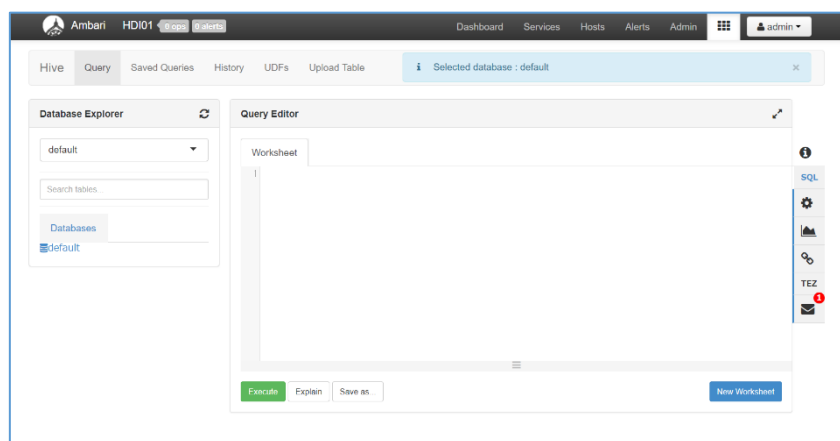 Ambari HDI01 0 ops 0 alerts Dashboard Services Hosts Alerts Admin admin
Hive Query Saved Queries History UDFs Upload Table i Selected database : default ×
Database Explorer
default
Search tables...
Databases
default
Query Editor
Worksheet
1
Execute Explain Save as... New Worksheet
SQL
TEZ
1